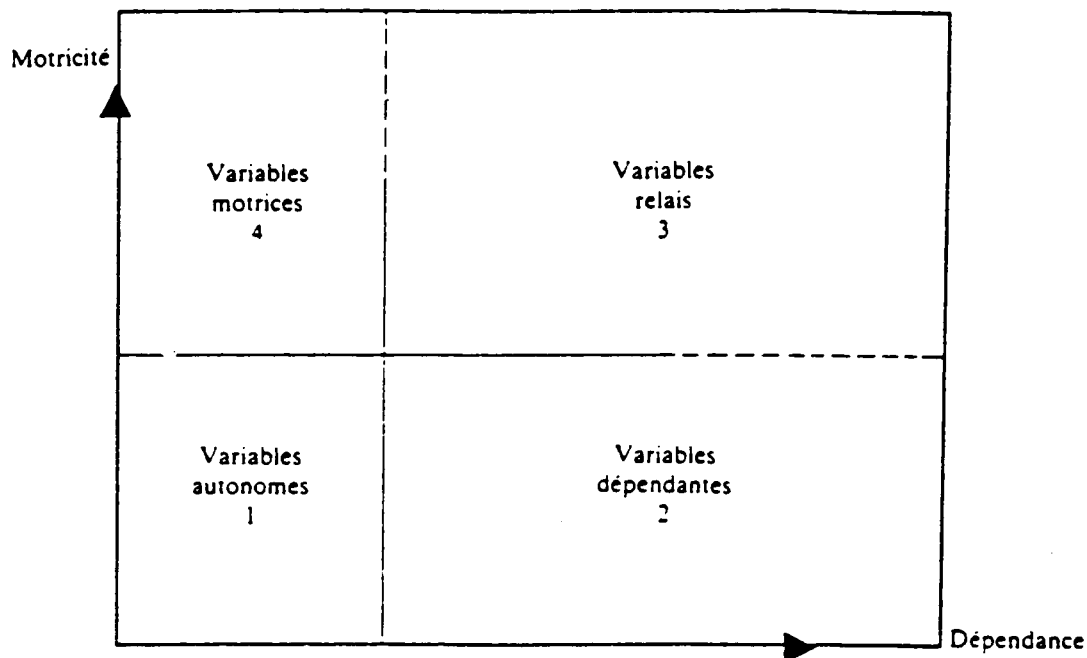 Motricité
Variables
motrices
4
Variables
relais
3
Variables
autonomes
1
Variables
dépendantes
2
Dépendance